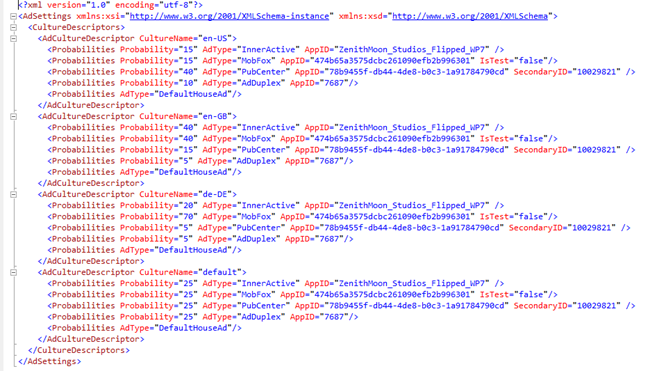 <?xml version="1.0" encoding="utf-8"?>
<AdSettings xmlns:xsi="http://www.w3.org/2001/XMLSchema-instance" xmlns:xsd="http://www.w3.org/2001/XMLSchema">
<CultureDescriptors>
<AdCultureDescriptor CultureName="en-US">
<Probabilities Probability="15" AdType="InnerActive" AppID="ZenithMoon_Studios_Flipped_WP7" />
<Probabilities Probability="15" AdType="MobFox" AppID="474b65a3575dcbc261090efb2b996301" IsTest="false"/>
<Probabilities Probability="40" AdType="PubCenter" AppID="78b9455f-db44-4de8-b0c3-1a91784790cd" SecondaryID="10029821" />
<Probabilities Probability="10" AdType="AdDuplex" AppID="7687"/>
<Probabilities AdType="DefaultHouseAd"/>
</AdCultureDescriptor>
<AdCultureDescriptor CultureName="en-GB">
<Probabilities Probability="40" AdType="InnerActive" AppID="ZenithMoon_Studios_Flipped_WP7" />
<Probabilities Probability="40" AdType="MobFox" AppID="474b65a3575dcbc261090efb2b996301" IsTest="false"/>
<Probabilities Probability="15" AdType="PubCenter" AppID="78b9455f-db44-4de8-b0c3-1a91784790cd" SecondaryID="10029821" />
<Probabilities Probability="5" AdType="AdDuplex" AppID="7687"/>
<Probabilities AdType="DefaultHouseAd"/>
</AdCultureDescriptor>
<AdCultureDescriptor CultureName="de-DE">
<Probabilities Probability="20" AdType="InnerActive" AppID="ZenithMoon_Studios_Flipped_WP7" />
<Probabilities Probability="70" AdType="MobFox" AppID="474b65a3575dcbc261090efb2b996301" IsTest="false"/>
<Probabilities Probability="5" AdType="PubCenter" AppID="78b9455f-db44-4de8-b0c3-1a91784790cd" SecondaryID="10029821" />
<Probabilities Probability="5" AdType="AdDuplex" AppID="7687"/>
<Probabilities AdType="DefaultHouseAd"/>
</AdCultureDescriptor>
<AdCultureDescriptor CultureName="default">
<Probabilities Probability="25" AdType="InnerActive" AppID="ZenithMoon_Studios_Flipped_WP7" />
<Probabilities Probability="25" AdType="MobFox" AppID="474b65a3575dcbc261090efb2b996301" IsTest="false"/>
<Probabilities Probability="25" AdType="PubCenter" AppID="78b9455f-db44-4de8-b0c3-1a91784790cd" SecondaryID="10029821" />
<Probabilities Probability="25" AdType="AdDuplex" AppID="7687"/>
<Probabilities AdType="DefaultHouseAd"/>
</AdCultureDescriptor>
</CultureDescriptors>
</AdSettings>